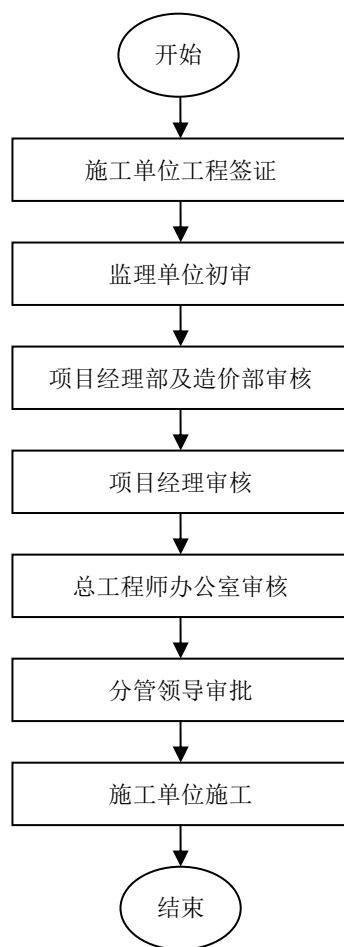 开始
施工单位工程签证
监理单位初审
项目经理部及造价部审核
项目经理审核
总工程师办公室审核
分管领导审批
施工单位施工
结束